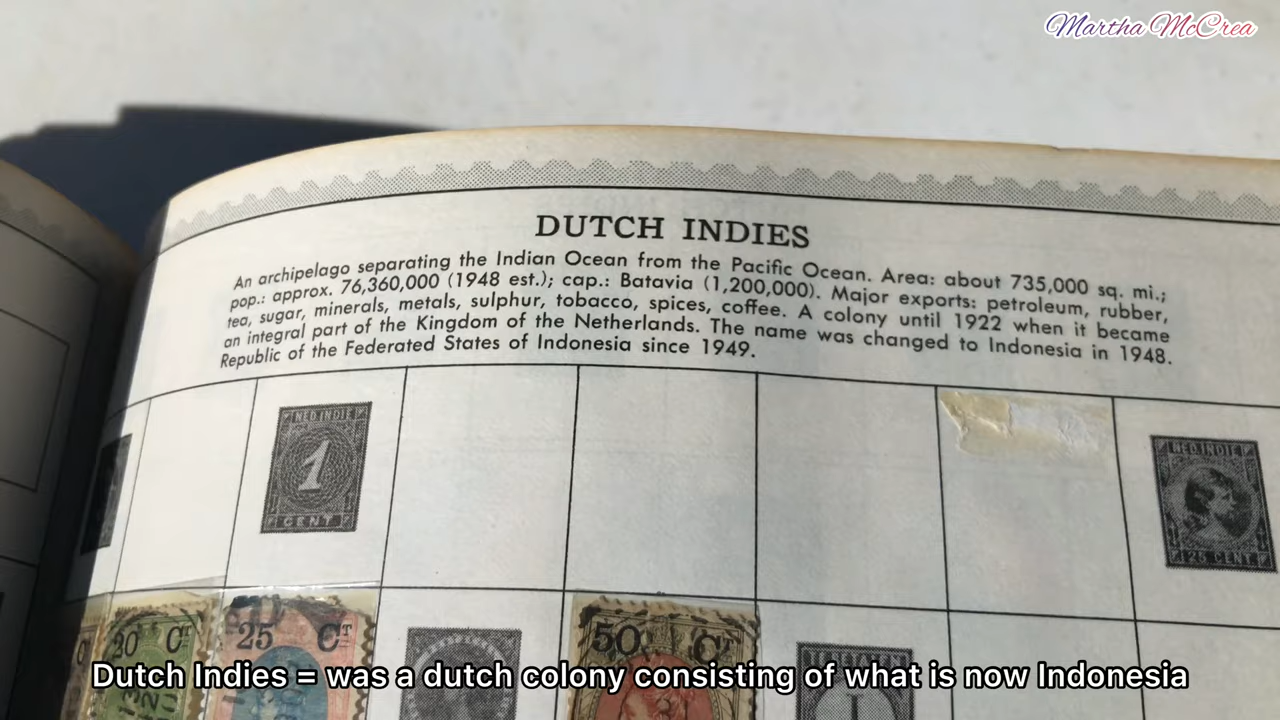 Martha McCrea
DUTCH INDIES
An archipelago separating the Indian Ocean from the Pacific Ocean. Area: about 735,000 sq. mi.;
pop.: approx. 76,360,000 (1948 est.); cap.: Batavia (1,200,000). Major exports: petroleum, rubber,
tea, sugar, minerals, metals, sulphur, tobacco, spices, coffee. A colony until 1922 when it became
an integral part of the Kingdom of the Netherlands. The name was changed to Indonesia in 1948.
Republic of the Federated States of Indonesia since 1949.
NED INDIE
1
CENT
NED INDIE
20 CT
25 CT
50 CT
Dutch Indies = was a dutch colony consisting of what is now Indonesia